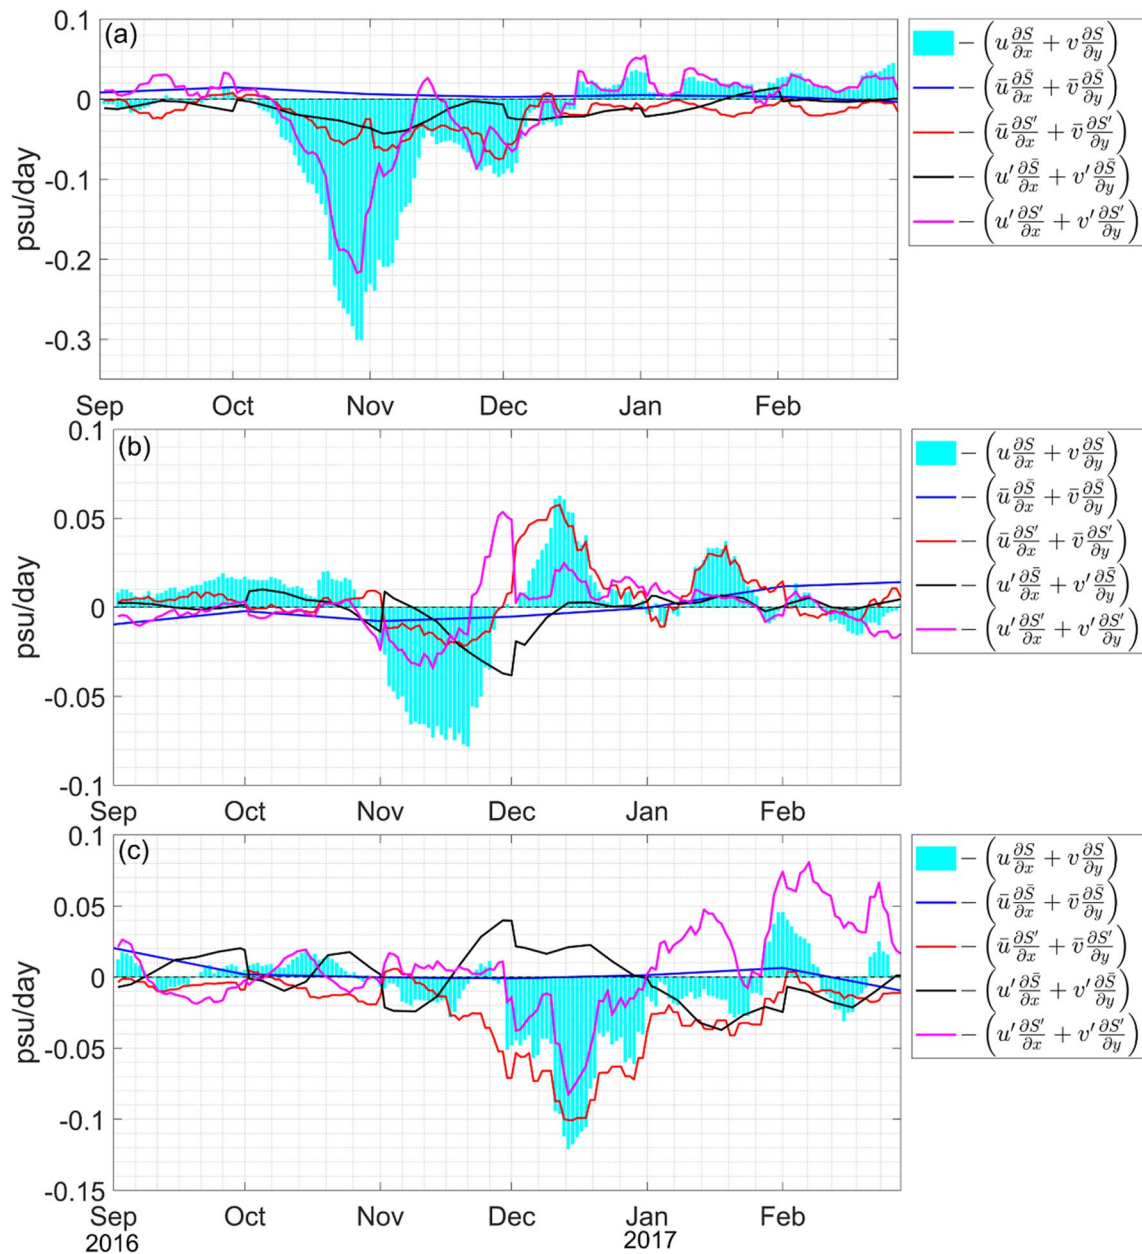 (a)
0.1
0
-0.1
-0.2
-0.3
psu/day
Sep Oct Nov Dec Jan Feb
−(u ∂S/∂x + v ∂S/∂y)
−(ū ∂S̄/∂x + v̄ ∂S̄/∂y)
−(ū ∂S′/∂x + v̄ ∂S′/∂y)
−(u′ ∂S̄/∂x + v′ ∂S̄/∂y)
−(u′ ∂S′/∂x + v′ ∂S′/∂y)
(b)
0.1
0.05
0
-0.05
-0.1
psu/day
Sep Oct Nov Dec Jan Feb
−(u ∂S/∂x + v ∂S/∂y)
−(ū ∂S̄/∂x + v̄ ∂S̄/∂y)
−(ū ∂S′/∂x + v̄ ∂S′/∂y)
−(u′ ∂S̄/∂x + v′ ∂S̄/∂y)
−(u′ ∂S′/∂x + v′ ∂S′/∂y)
(c)
0.1
0.05
0
-0.05
-0.1
-0.15
psu/day
Sep Oct Nov Dec Jan Feb
2016 2017
−(u ∂S/∂x + v ∂S/∂y)
−(ū ∂S̄/∂x + v̄ ∂S̄/∂y)
−(ū ∂S′/∂x + v̄ ∂S′/∂y)
−(u′ ∂S̄/∂x + v′ ∂S̄/∂y)
−(u′ ∂S′/∂x + v′ ∂S′/∂y)